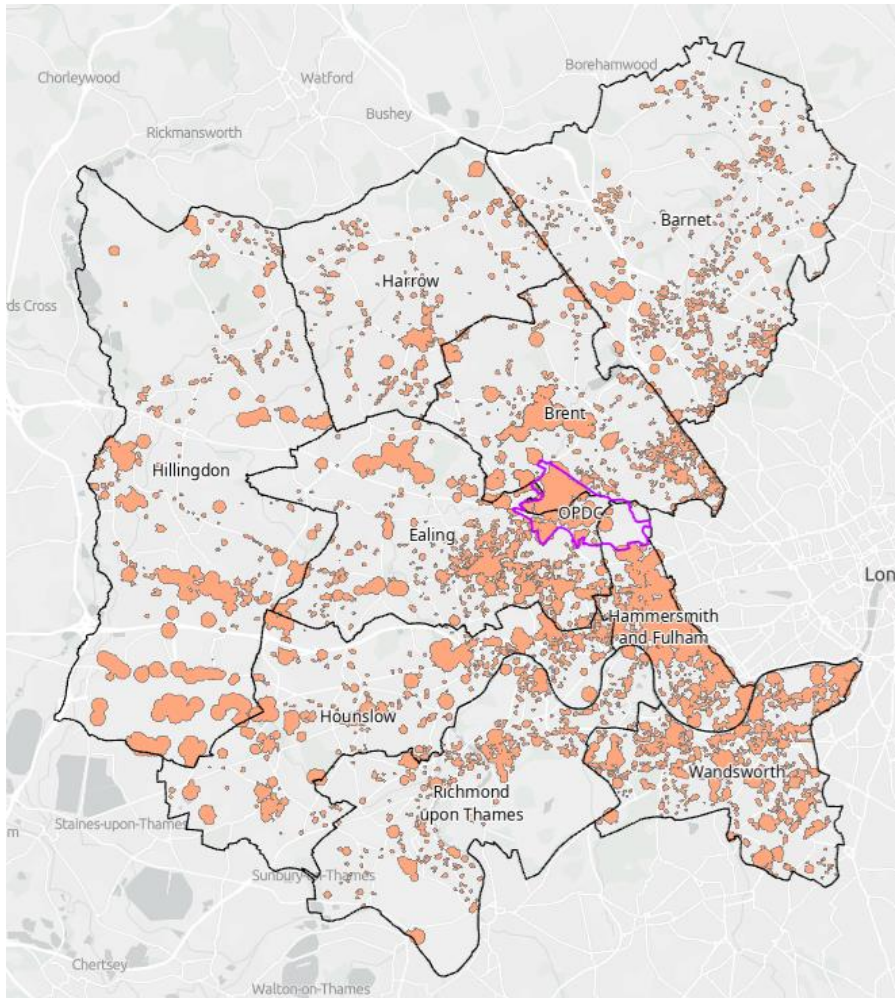 Borehamwood
Chorleywood
Watford
Bushey
Rickmansworth
Barnet
Harrow
rds Cross
Brent
Hillingdon
OPDC
Ealing
Lon
Hammersmith
and Fulham
Hounslow
Wandsworth
Richmond
upon Thames
Staines-upon-Thames
m
Sunbury-on-Thames
Chertsey
Walton-on-Thames